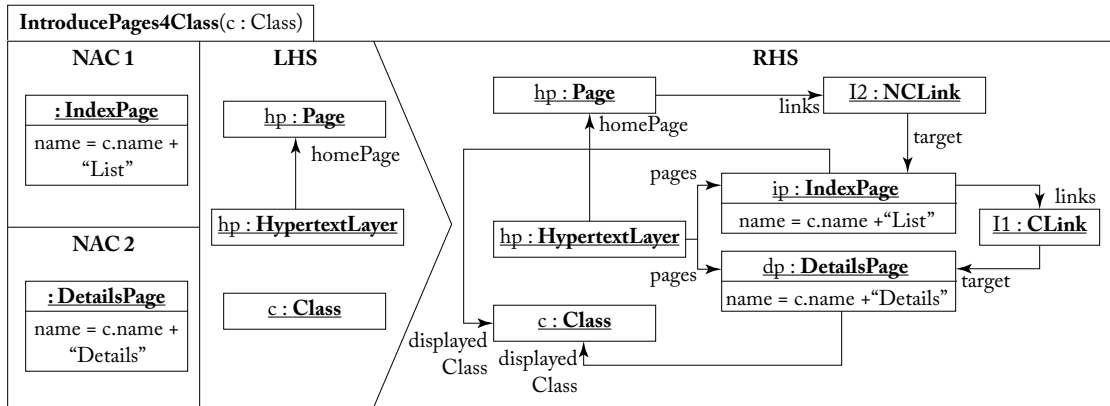 IntroducePages4Class(c : Class)
NAC 1
: IndexPage
name = c.name +
“List”
NAC 2
: DetailsPage
name = c.name +
“Details”
LHS
hp : Page
homePage
hp : HypertextLayer
c : Class
RHS
hp : Page
links
I2 : NCLink
homePage
target
pages
ip : IndexPage
name = c.name +“List”
links
I1 : CLink
hp : HypertextLayer
pages
dp : DetailsPage
name = c.name +“Details”
target
c : Class
displayed
Class
displayed
Class